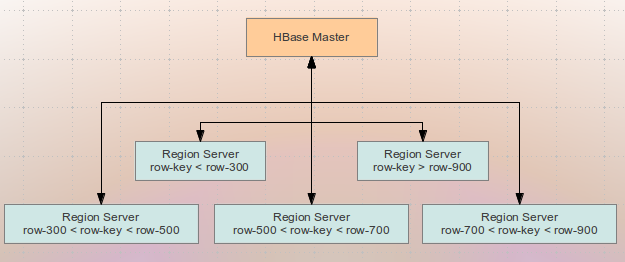 HBase Master
Region Server
row-key < row-300
Region Server
row-key > row-900
Region Server
row-300 < row-key < row-500
Region Server
row-500 < row-key < row-700
Region Server
row-700 < row-key < row-900